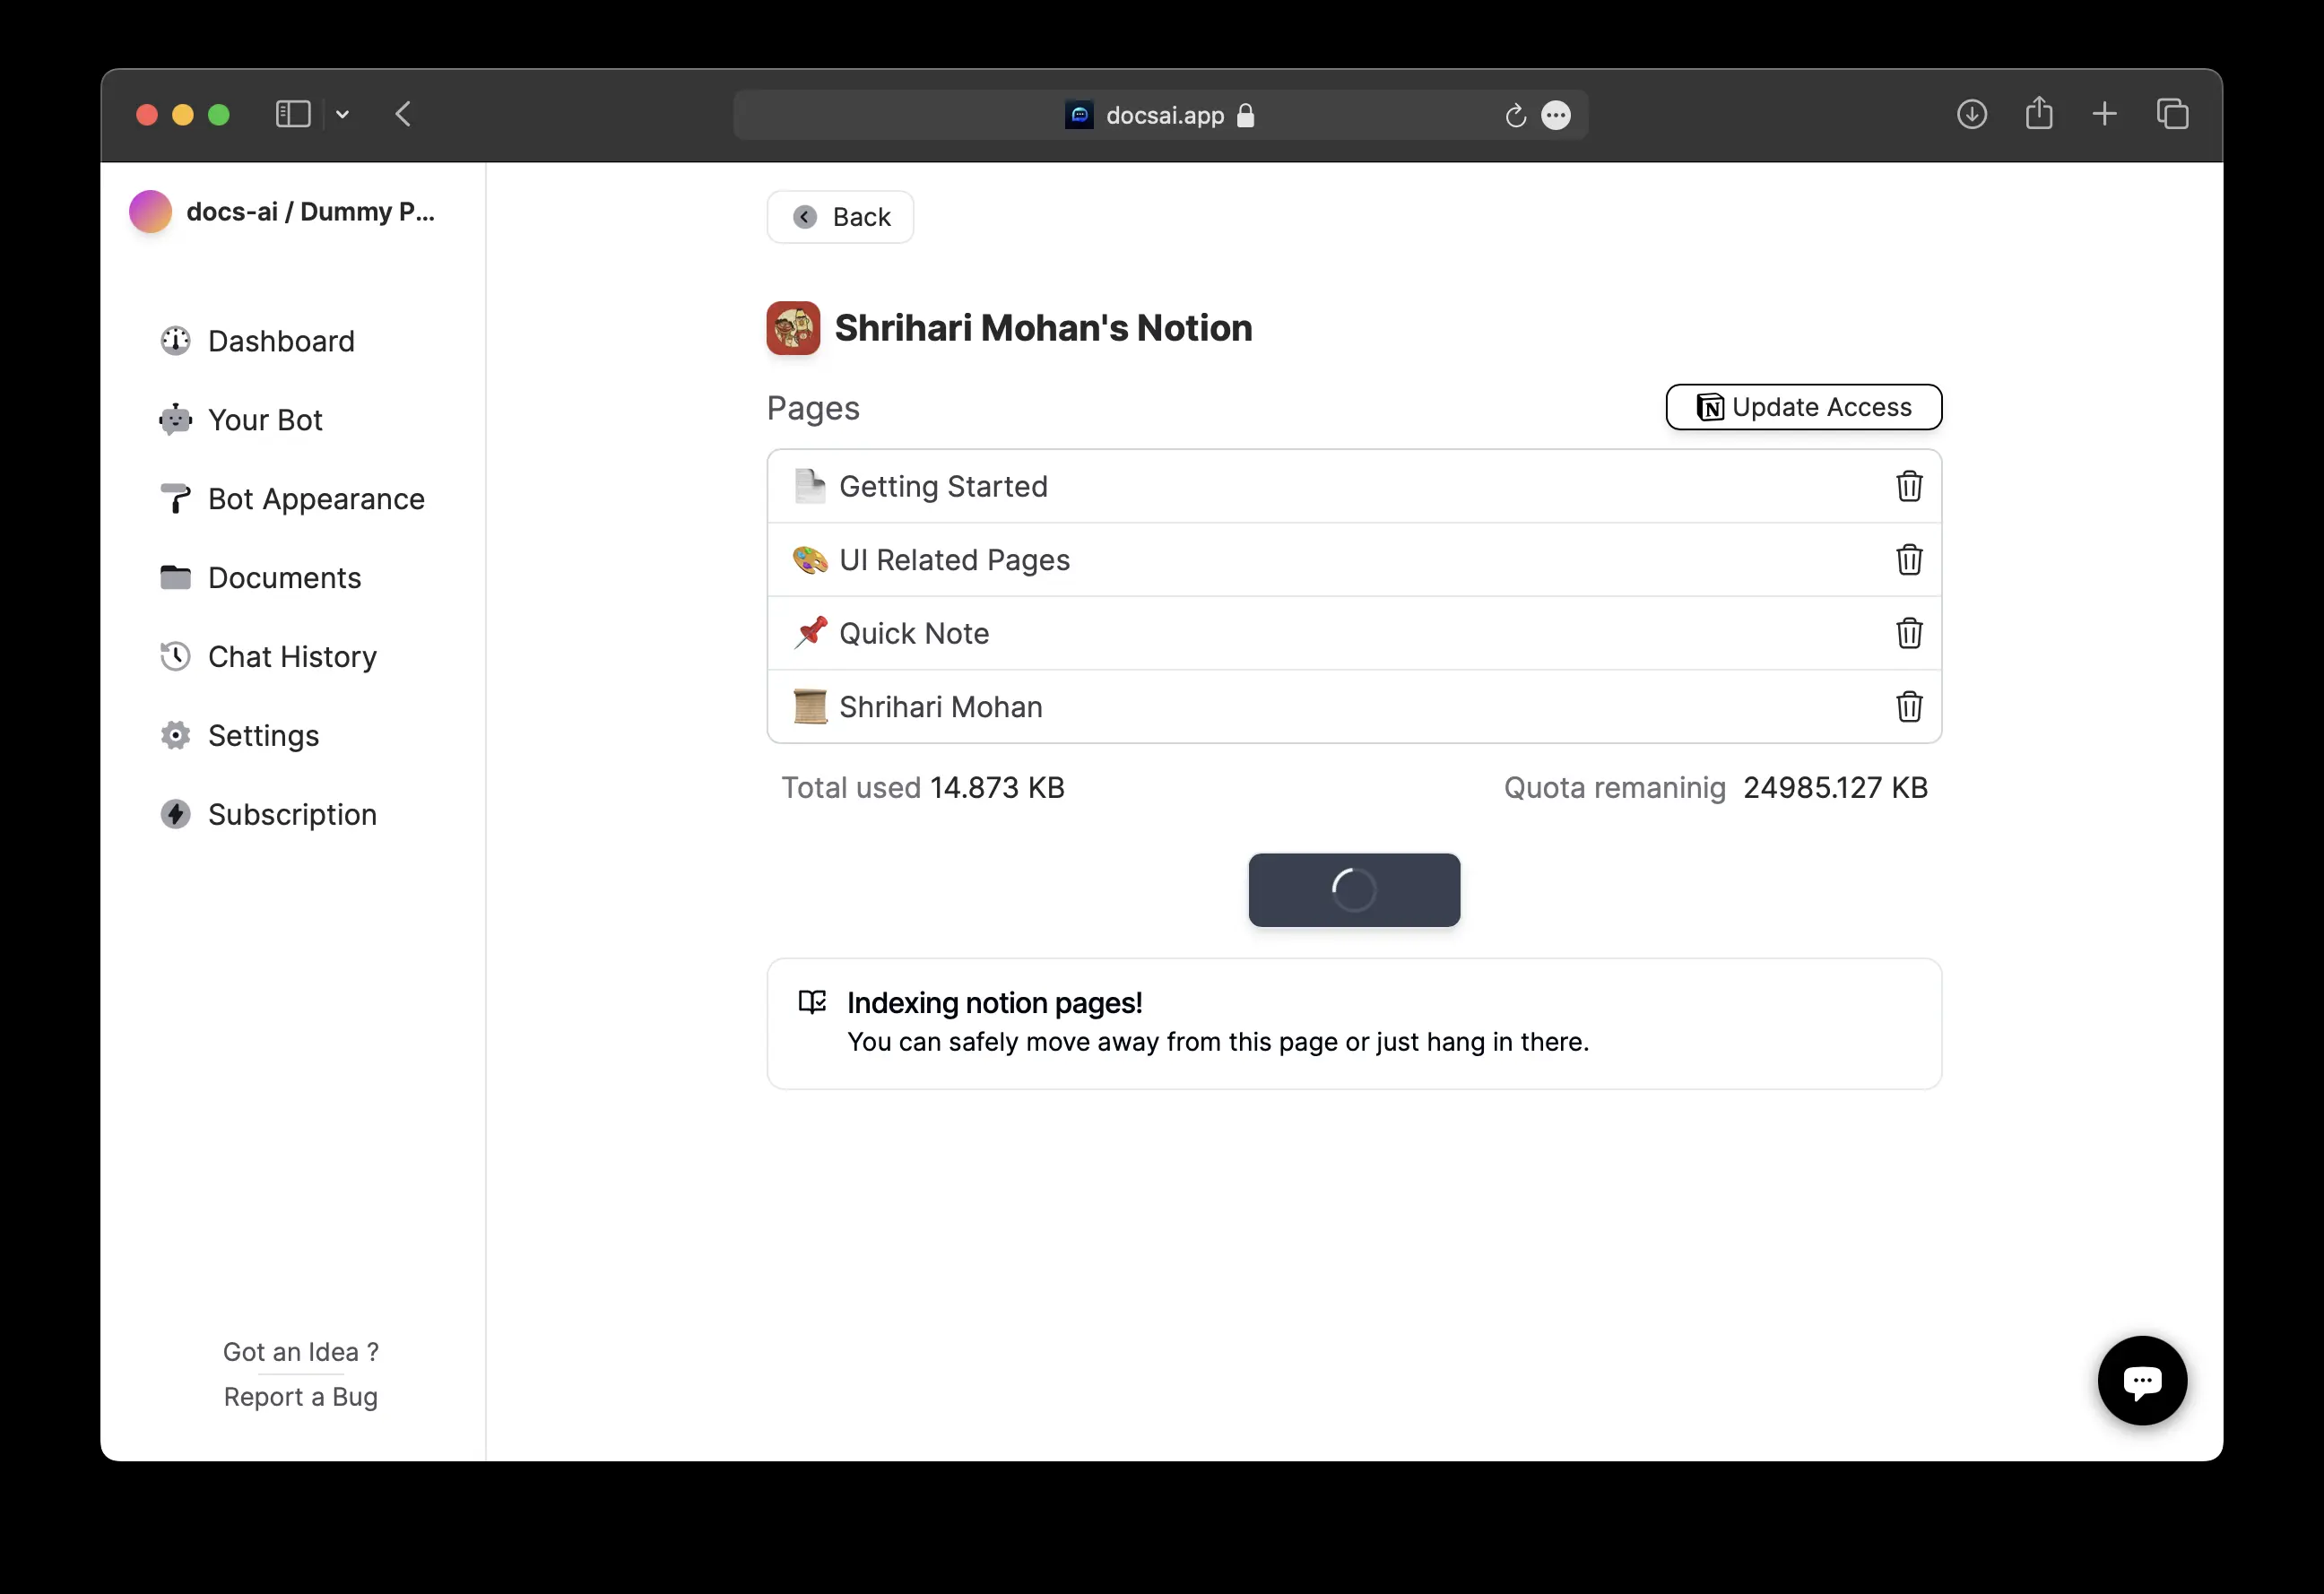 docsai.app
docs-ai / Dummy P...
Dashboard
Your Bot
Bot Appearance
Documents
Chat History
Settings
Subscription
Got an Idea ?
Report a Bug
Back
Shrihari Mohan's Notion
Pages
Update Access
Getting Started
UI Related Pages
Quick Note
Shrihari Mohan
Total used 14.873 KB
Quota remaninig 24985.127 KB
Indexing notion pages!
You can safely move away from this page or just hang in there.